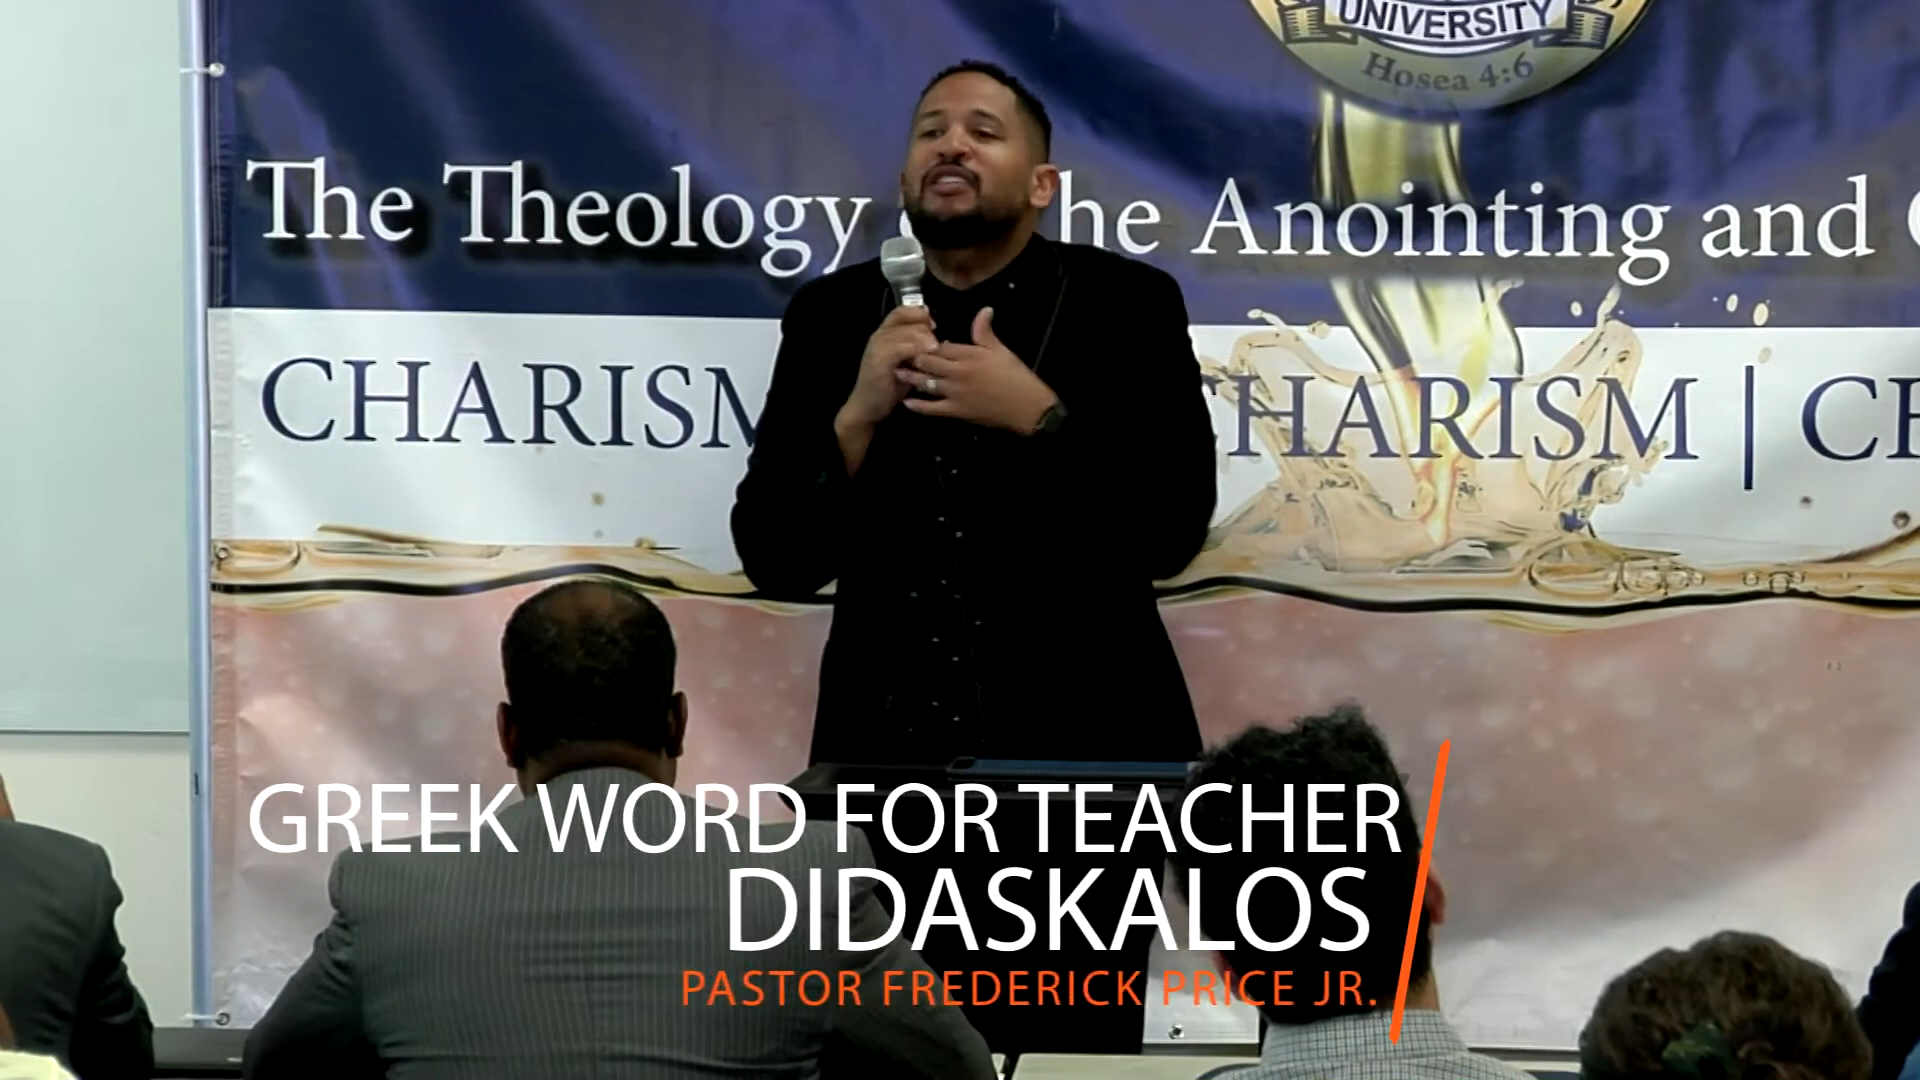 UNIVERSITY
Hosea 4:6
The Theology he Anointing and
CHARISM CHARISM | CH
GREEK WORD FOR TEACHER
DIDASKALOS
PASTOR FREDERICK PRICE JR.